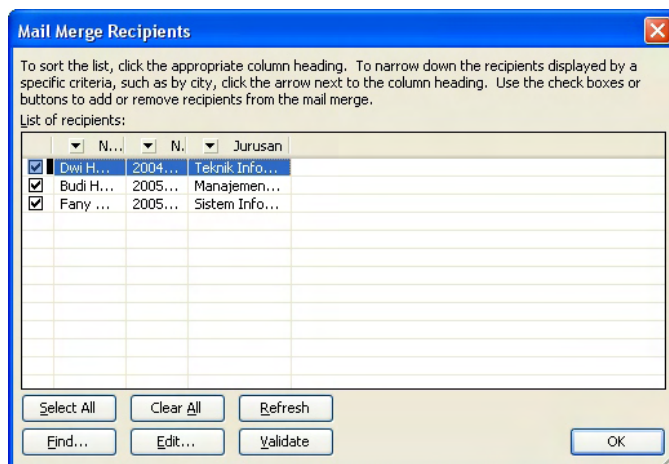 Mail Merge Recipients
To sort the list, click the appropriate column heading. To narrow down the recipients displayed by a
specific criteria, such as by city, click the arrow next to the column heading. Use the check boxes or
buttons to add or remove recipients from the mail merge.
List of recipients:
N... N. Jurusan
Dwi H... 2004... Teknik Info...
Budi H... 2005... Manajemen...
Fany ... 2005... Sistem Info...
Select All Clear All Refresh
Find... Edit... Validate OK